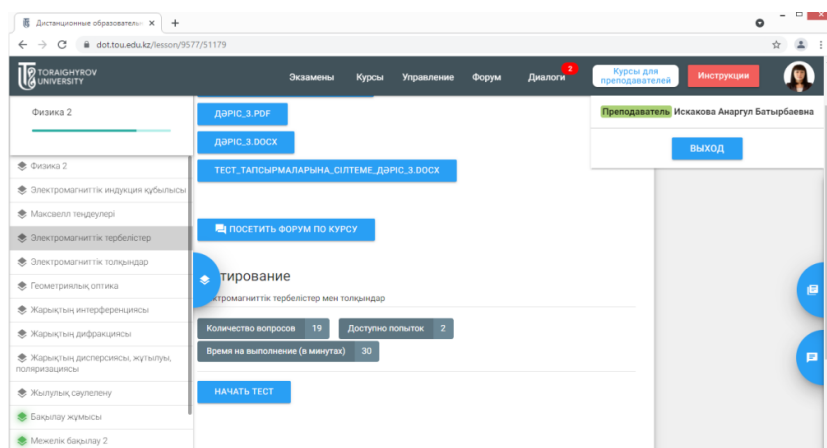 Дистанционные образователь
dot.tou.edu.kz/lesson/9577/51179
TORAIGHYROV
UNIVERSITY
Экзамены Курсы Управление Форум Диалоги 2
Курсы для
преподавателей
Инструкции
Физика 2
Преподаватель Искакова Анаргул Батырбаевна
ВЫХОД
ДӘРІС_3.PDF
ДӘРІС_3.DOCX
ТЕСТ_ТАПСЫРМАЛАРЫНА_СІЛТЕМЕ_ДӘРІС_3.DOCX
Физика 2
Электромагниттік индукция құбылысы
Максвелл теңдеулері
Электромагниттік тербелістер
Электромагниттік толқындар
Геометриялық оптика
Жарықтың интерференциясы
Жарықтың дифракциясы
Жарықтың дисперсиясы, жұтылуы,
поляризациясы
Жылулық сәулелену
Бақылау жұмысы
Межелік бақылау 2
ПОСЕТИТЬ ФОРУМ ПО КУРСУ
тирование
ктромагниттік тербелістер мен толқындар
Количество вопросов 19 Доступно попыток 2
Время на выполнение (в минутах) 30
НАЧАТЬ ТЕСТ